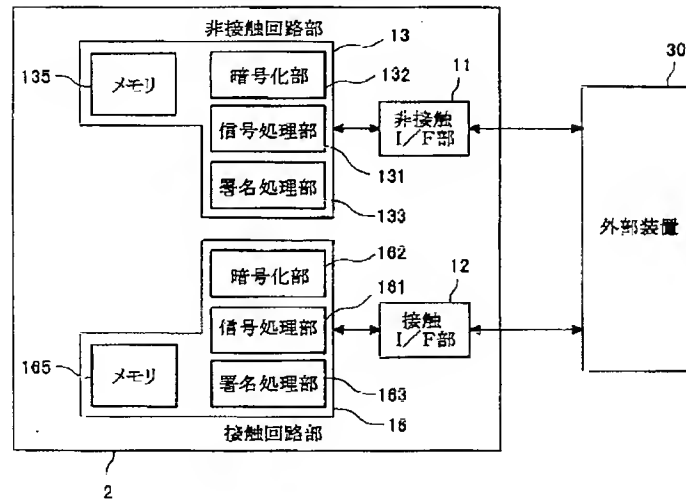 非接触回路部
13
135
メモリ
暗号化部
132
11
30
信号処理部
131
非接触
I/F部
署名処理部
133
外部装置
暗号化部
162
信号処理部
161
12
接触
I/F部
165
メモリ
署名処理部
163
16
接触回路部
2